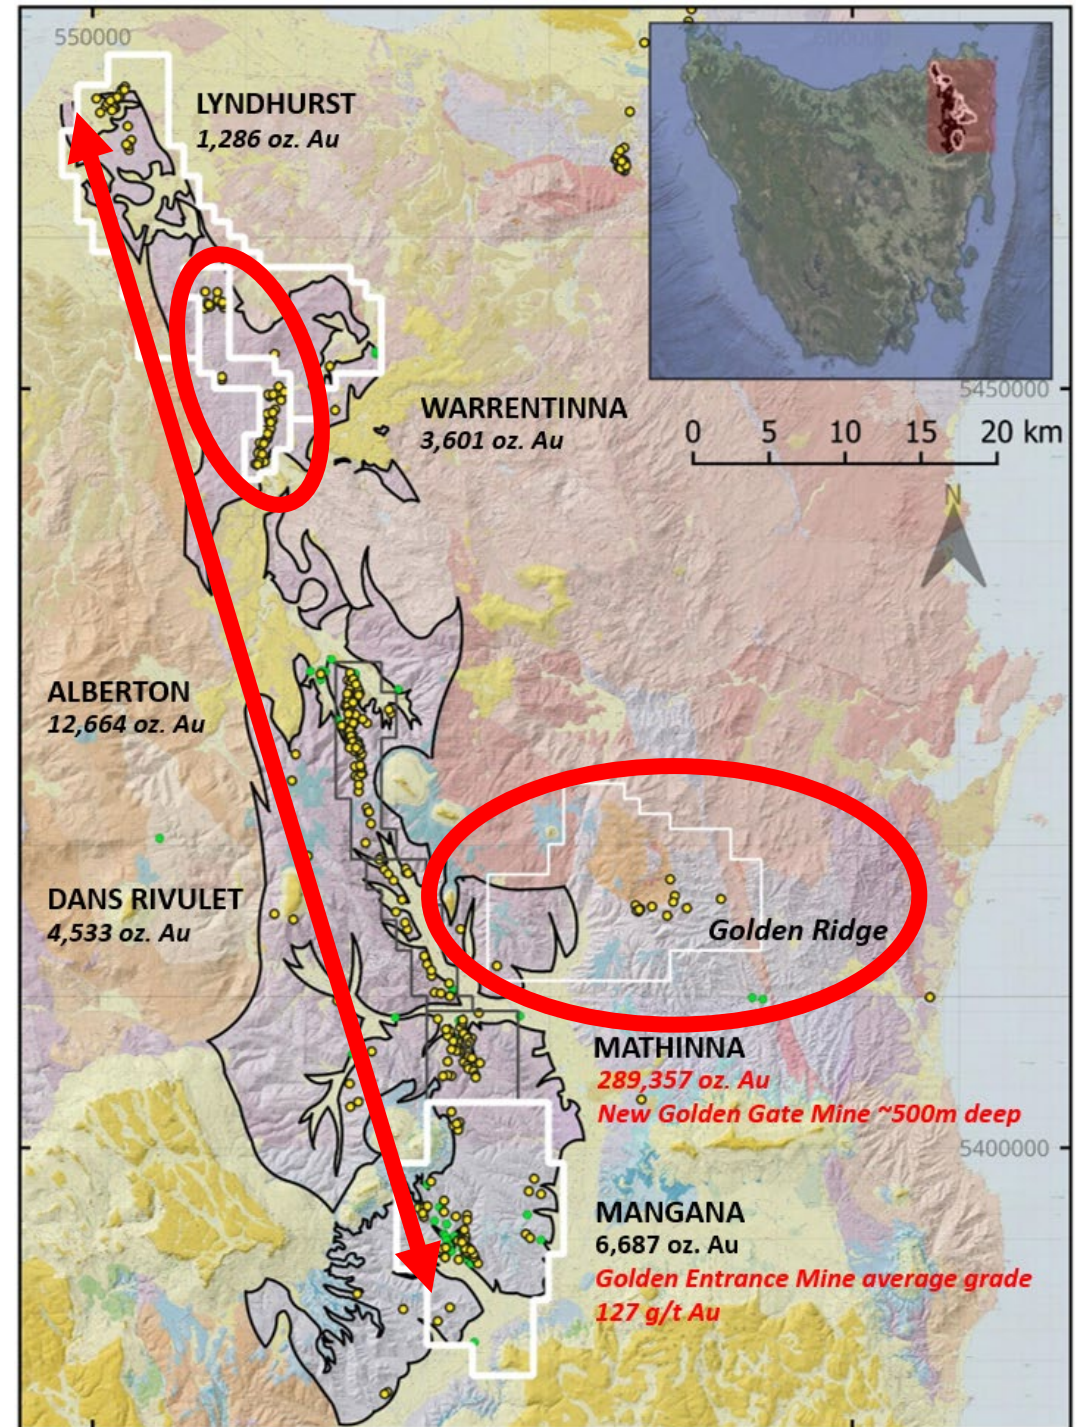 550000
LYNDHURST
1,286 oz. Au
5450000
WARRENTINNA
3,601 oz. Au
0 5 10 15 20 km
N
ALBERTON
12,664 oz. Au
DANS RIVULET
4,533 oz. Au
Golden Ridge
MATHINNA
289,357 oz. Au
New Golden Gate Mine ~500m deep
5400000
MANGANA
6,687 oz. Au
Golden Entrance Mine average grade
127 g/t Au